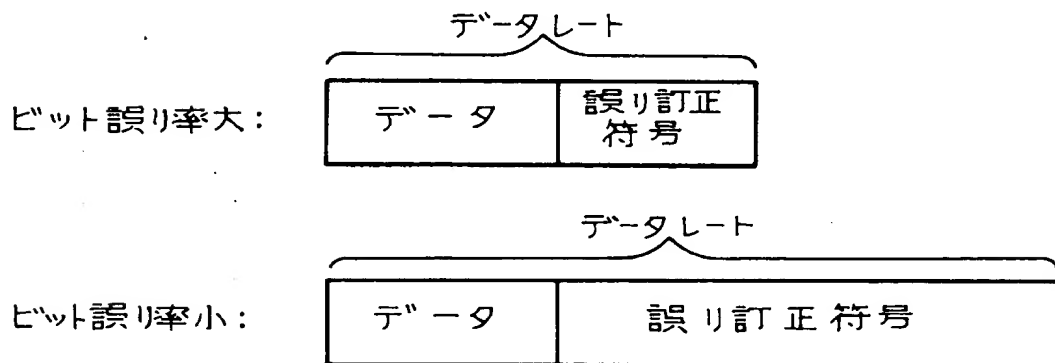 データレート
ビット誤り率大:
データ
誤り訂正
符号
データレート
ビット誤り率小:
データ
誤り訂正符号